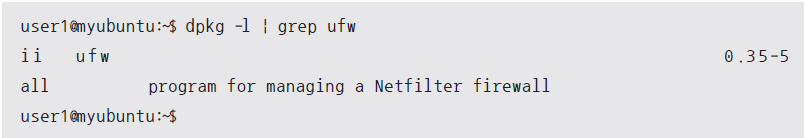 user1@myubuntu:~$ dpkg -l | grep ufw
ii ufw 0.35-5
all program for managing a Netfilter firewall
user1@myubuntu:~$